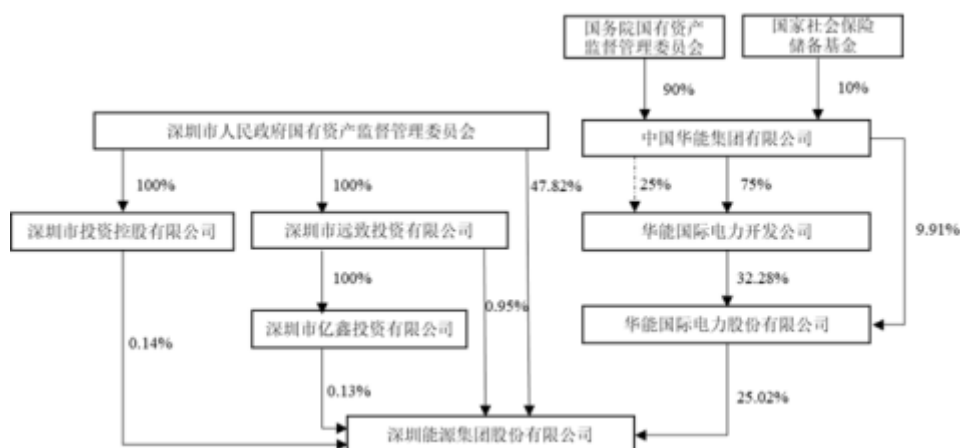 国务院国有资产
监督管理委员会
国家社会保险
储备基金
90%
10%
深圳市人民政府国有资产监督管理委员会
中国华能集团有限公司
100%
100%
47.82%
25%
75%
深圳市投资控股有限公司
深圳市远致投资有限公司
华能国际电力开发公司
9.91%
100%
0.95%
32.28%
深圳市亿鑫投资有限公司
华能国际电力股份有限公司
0.14%
0.13%
25.02%
深圳能源集团股份有限公司